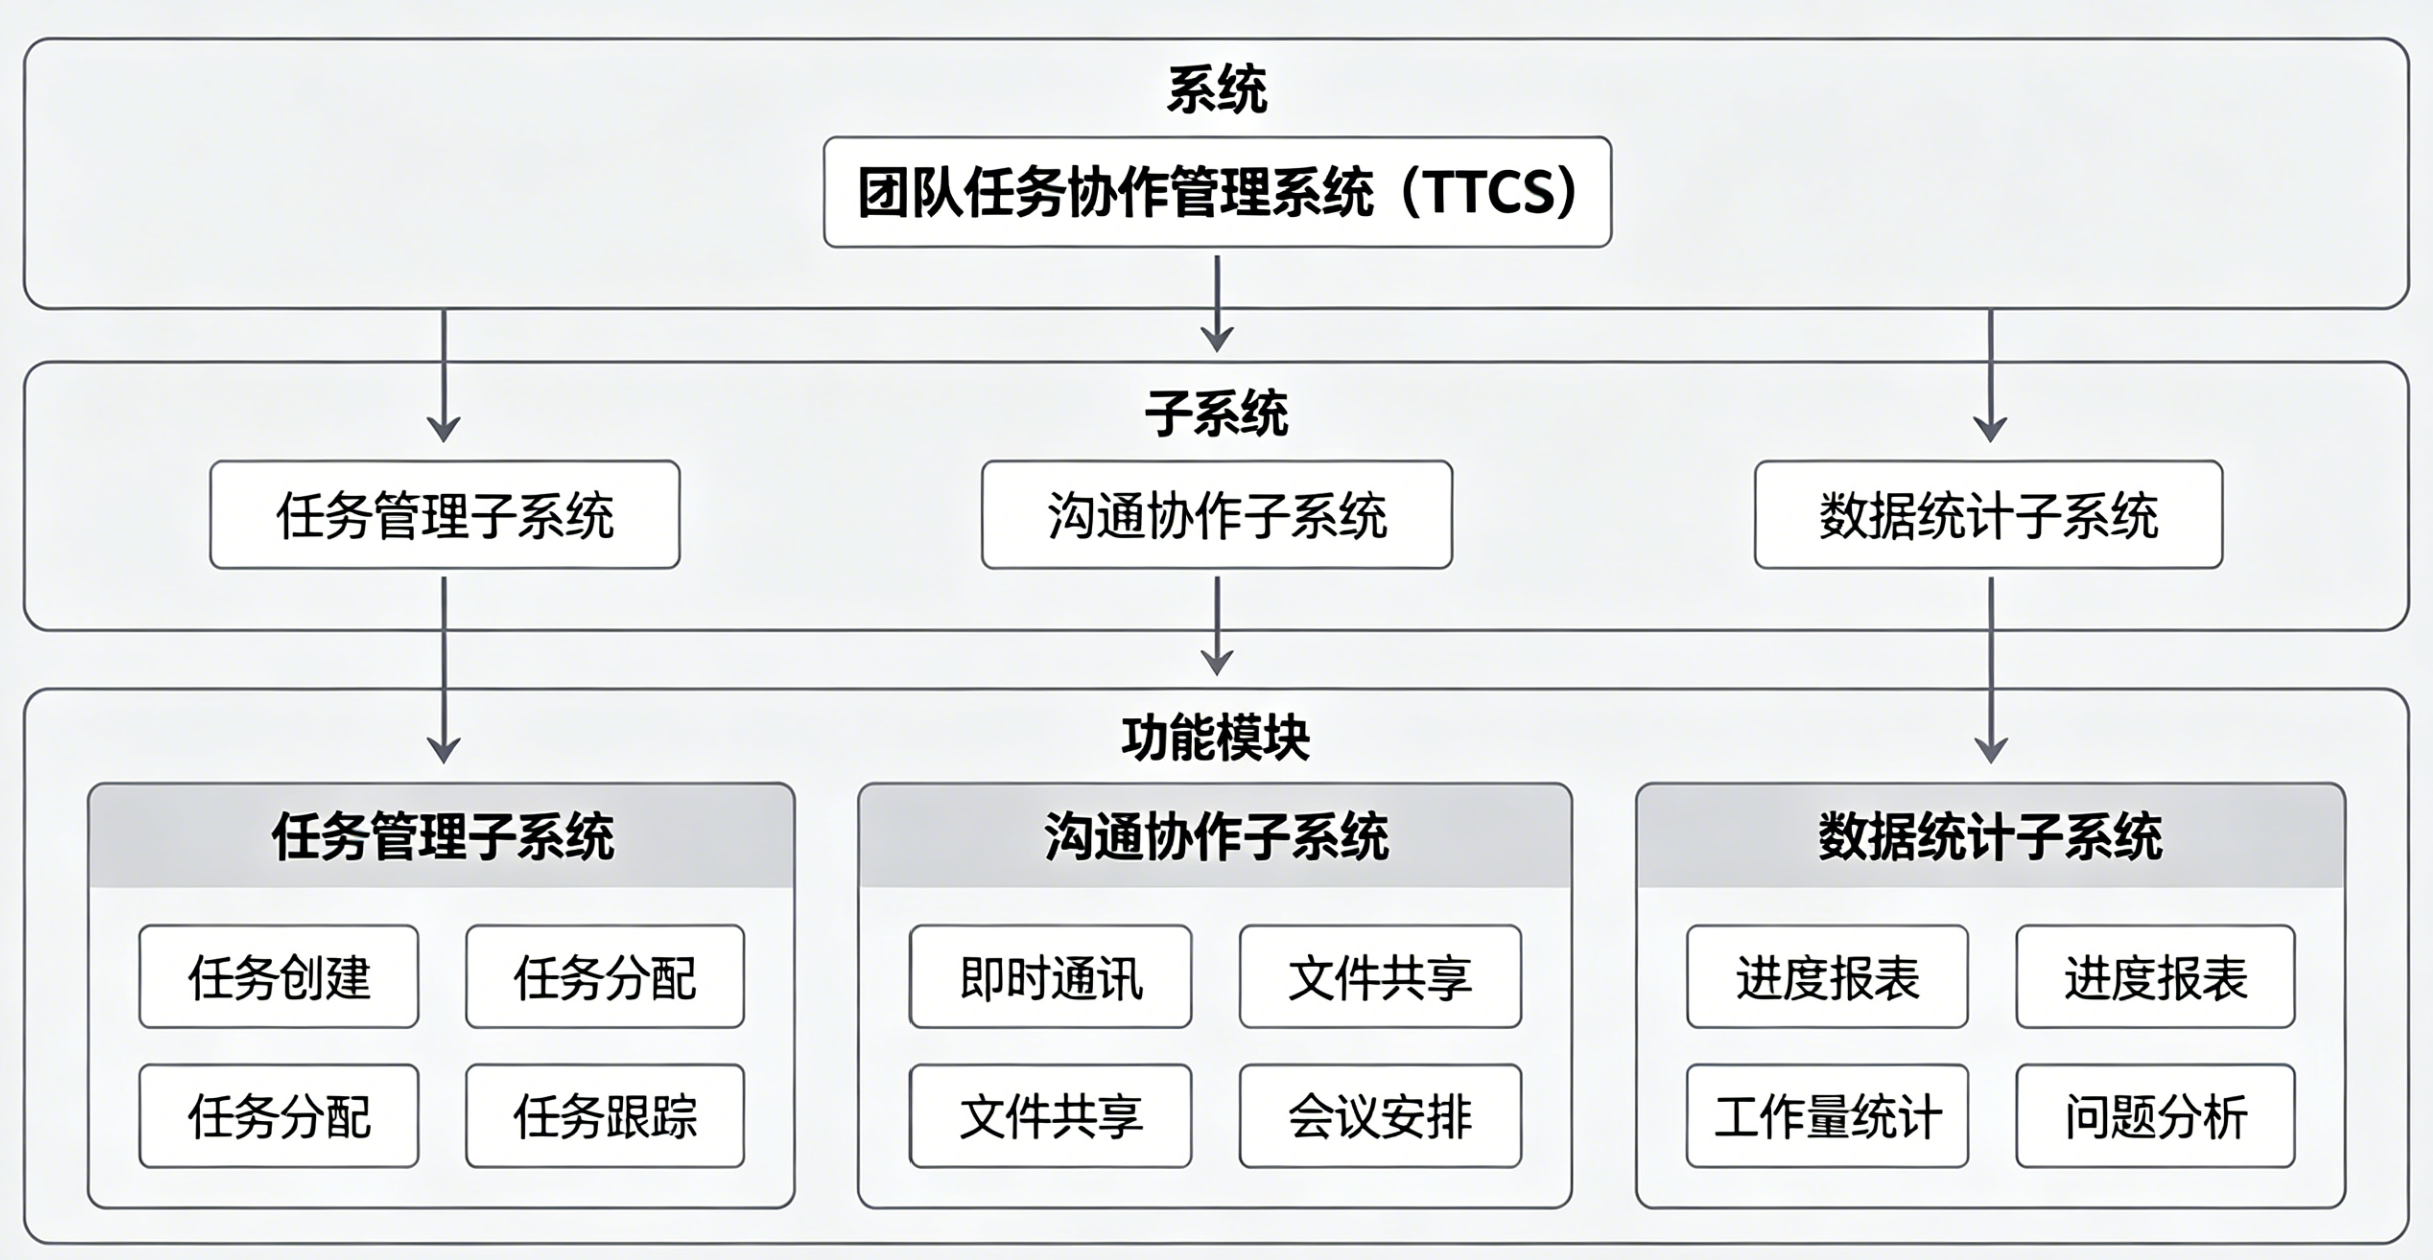 系统
团队任务协作管理系统（TTCS）
子系统
任务管理子系统
沟通协作子系统
数据统计子系统
功能模块
任务管理子系统
任务创建
任务分配
任务分配
任务跟踪
沟通协作子系统
即时通讯
文件共享
文件共享
会议安排
数据统计子系统
进度报表
进度报表
工作量统计
问题分析